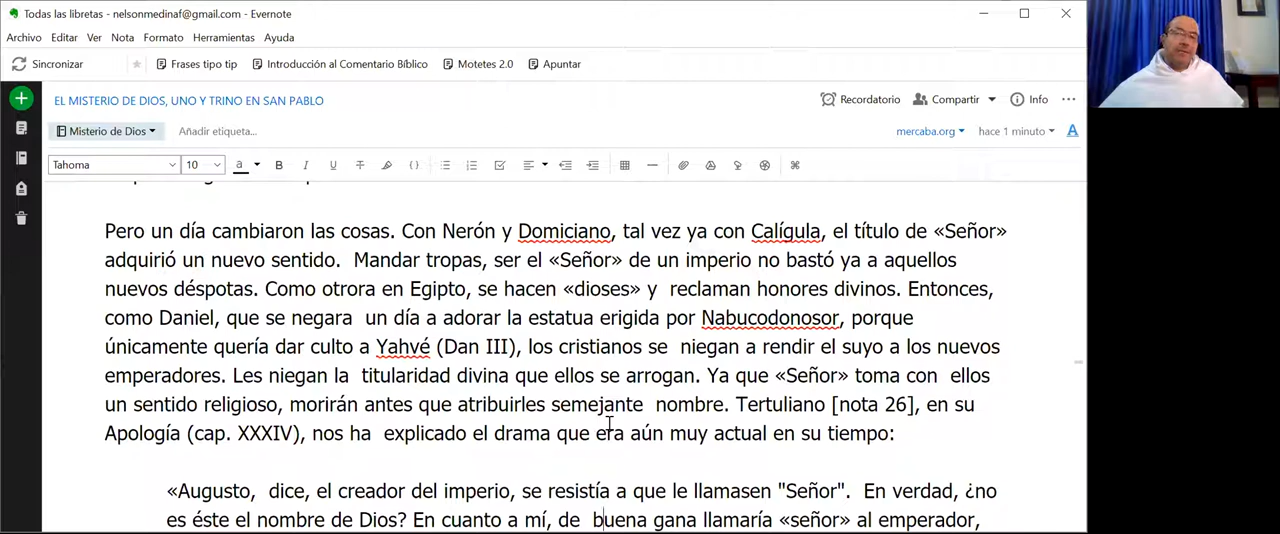 Todas las libretas - nelsonmedinaf@gmail.com - Evernote
Archivo Editar Ver Nota Formato Herramientas Ayuda
Sincronizar Frases tipo tip Introducción al Comentario Bíblico Motetes 2.0 Apuntar
EL MISTERIO DE DIOS, UNO Y TRINO EN SAN PABLO Recordatorio Compartir Info
Misterio de Dios Añadir etiqueta... mercaba.org hace 1 minuto A
Tahoma 10 a B I U T
Pero un día cambiaron las cosas. Con Nerón y Domiciano, tal vez ya con Calígula, el título de «Señor»
adquirió un nuevo sentido. Mandar tropas, ser el «Señor» de un imperio no bastó ya a aquellos
nuevos déspotas. Como otrora en Egipto, se hacen «dioses» y reclaman honores divinos. Entonces,
como Daniel, que se negara un día a adorar la estatua erigida por Nabucodonosor, porque
únicamente quería dar culto a Yahvé (Dan III), los cristianos se niegan a rendir el suyo a los nuevos
emperadores. Les niegan la titularidad divina que ellos se arrogan. Ya que «Señor» toma con ellos
un sentido religioso, morirán antes que atribuirles semejante nombre. Tertuliano [nota 26], en su
Apología (cap. XXXIV), nos ha explicado el drama que era aún muy actual en su tiempo:
«Augusto, dice, el creador del imperio, se resistía a que le llamasen "Señor". En verdad, ¿no
es éste el nombre de Dios? En cuanto a mí, de buena gana llamaría «señor» al emperador,